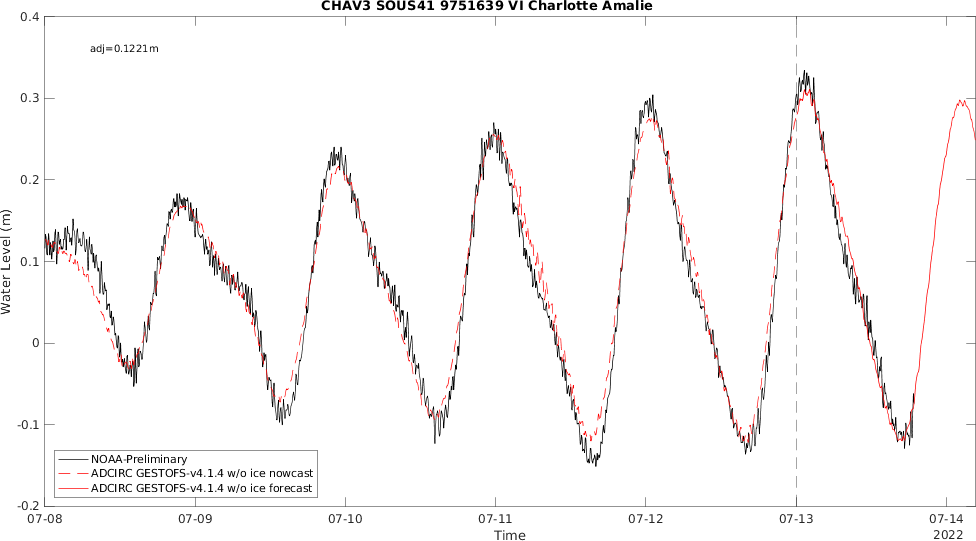 CHAV3 SOUS41 9751639 VI Charlotte Amalie
adj=0.1221m
0.4
0.3
0.2
0.1
0
-0.1
-0.2
Water Level (m)
NOAA-Preliminary
ADCIRC GESTOFS-v4.1.4 w/o ice nowcast
ADCIRC GESTOFS-v4.1.4 w/o ice forecast
07-08 07-09 07-10 07-11 07-12 07-13 07-14
Time
2022